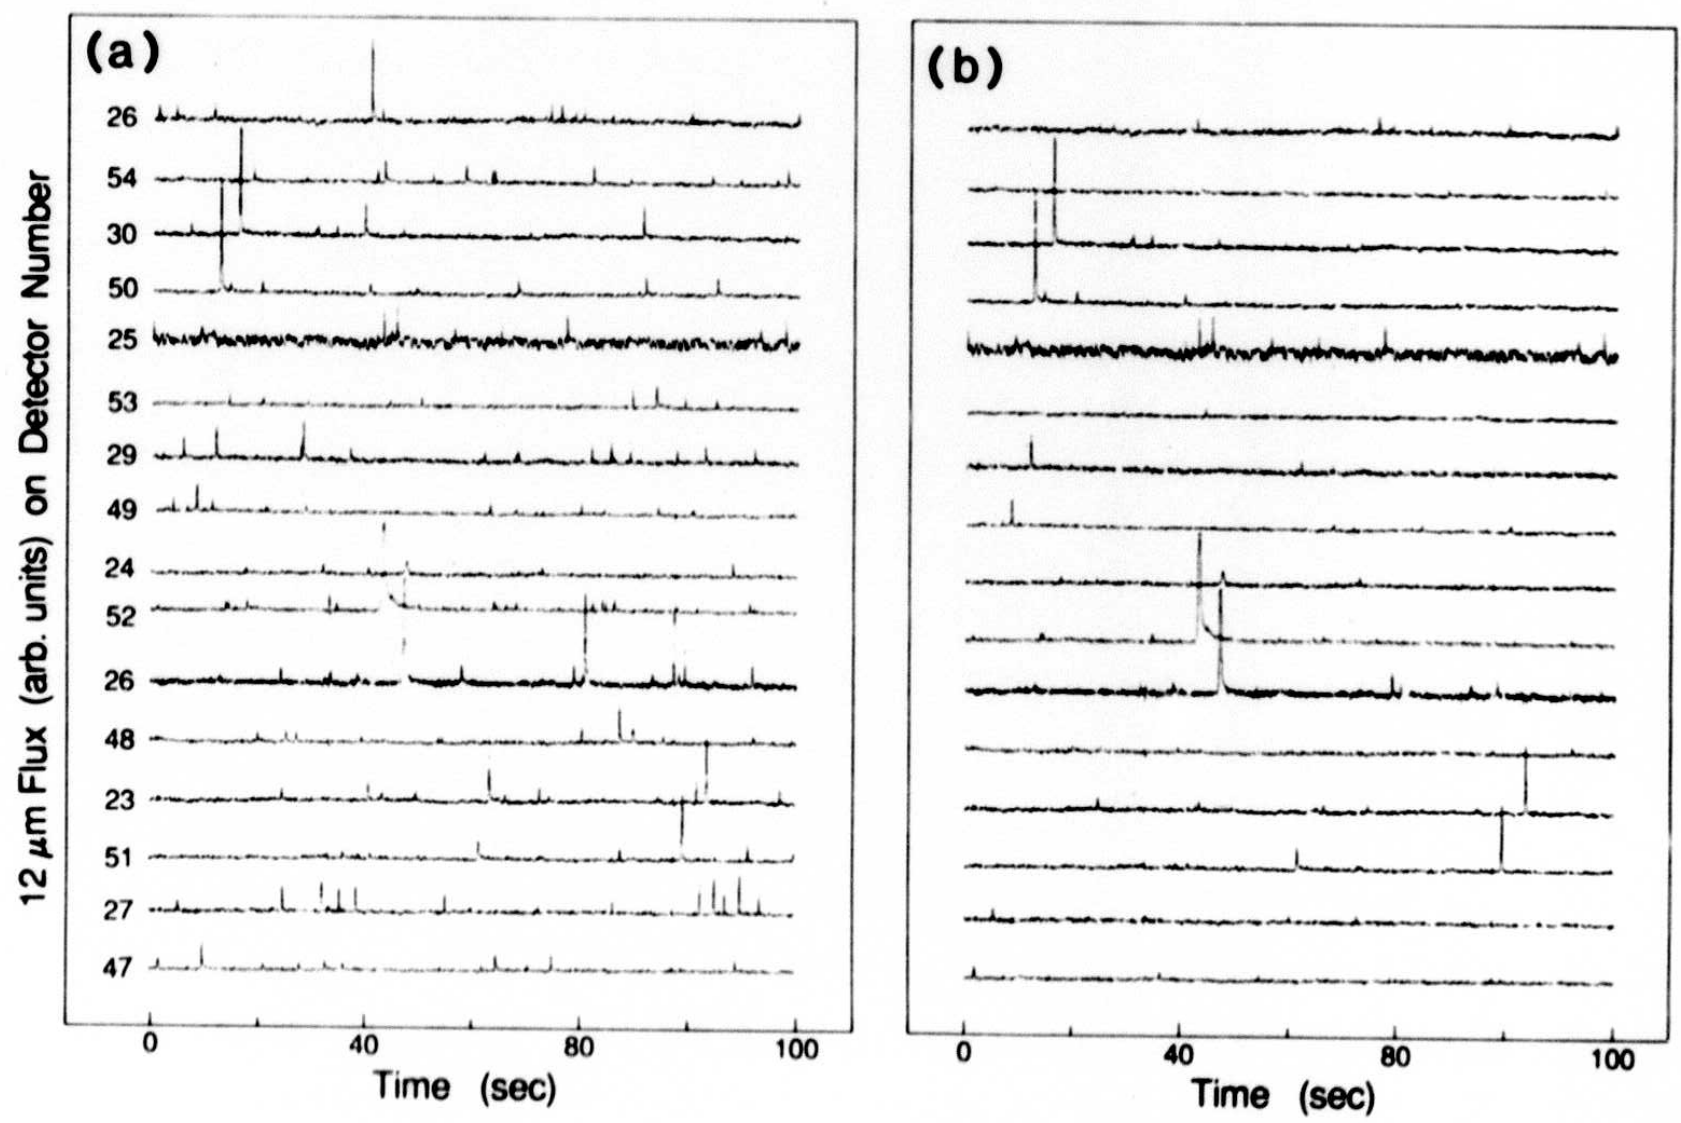 (a)
(b)
12 μm Flux (arb. units) on Detector Number
26
54
30
50
25
53
29
49
24
52
26
48
23
51
27
47
0 40 80 100
Time (sec)
0 40 80 100
Time (sec)